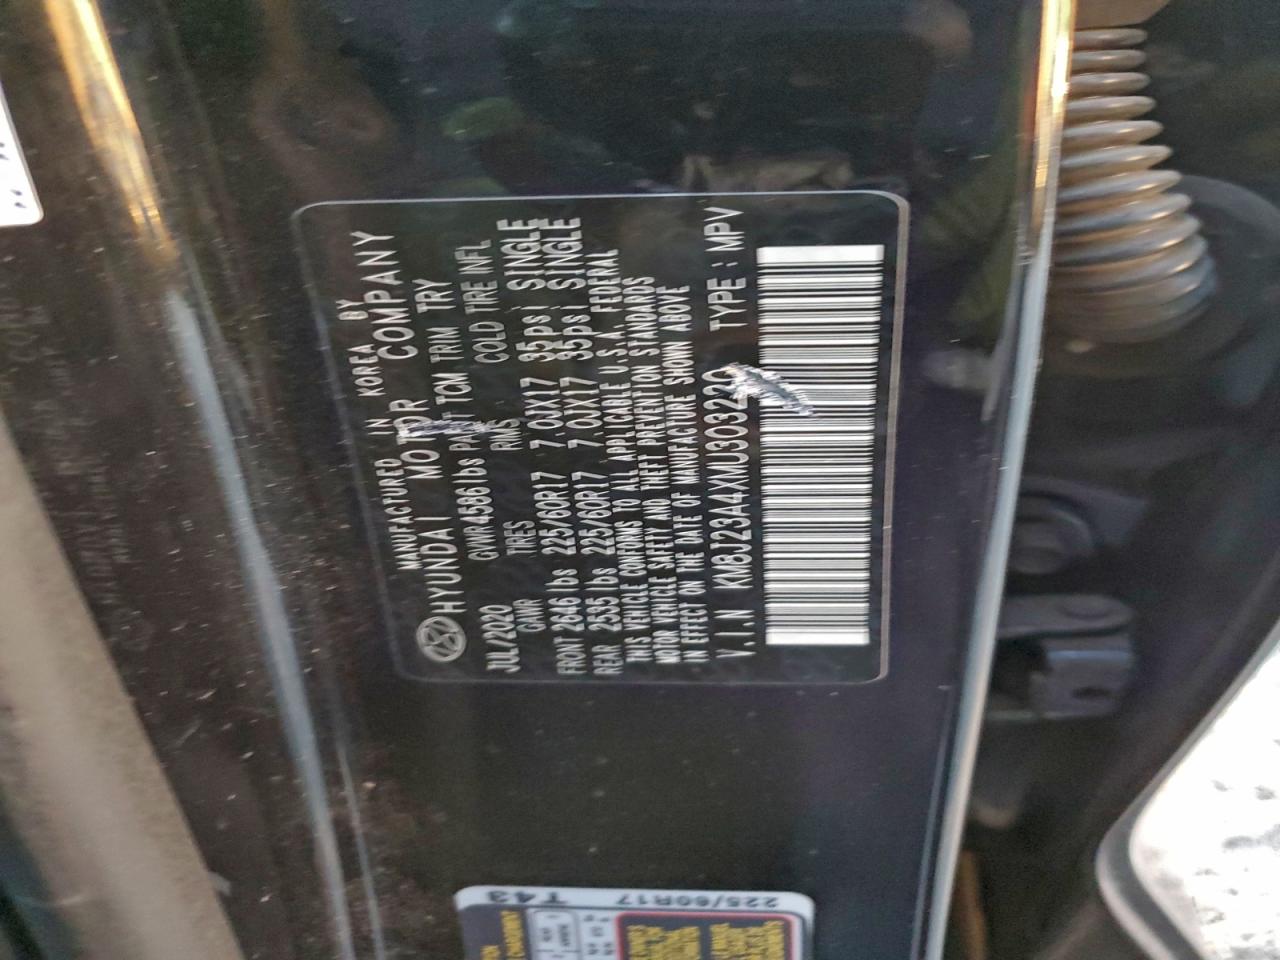 MANUFACTURED IN KOREA BY
HYUNDAI MOTOR COMPANY
GVWR 4586 lbs TCM TRIM TRY
JUL/2020
GAWR TIRES RIMS COLD TIRE INFL
FRONT 2646 lbs 225/60R17 7.0JX17 35psi SINGLE
REAR 2535 lbs 225/60R17 7.0JX17 35psi SINGLE
THIS VEHICLE CONFORMS TO ALL APPLICABLE U.S.A. FEDERAL
MOTOR VEHICLE SAFETY AND THEFT PREVENTION STANDARDS
IN EFFECT ON THE DATE OF MANUFACTURE SHOWN ABOVE
V.I.N KM8J23A4XMU303220 TYPE : MPV
T43 225/60R17